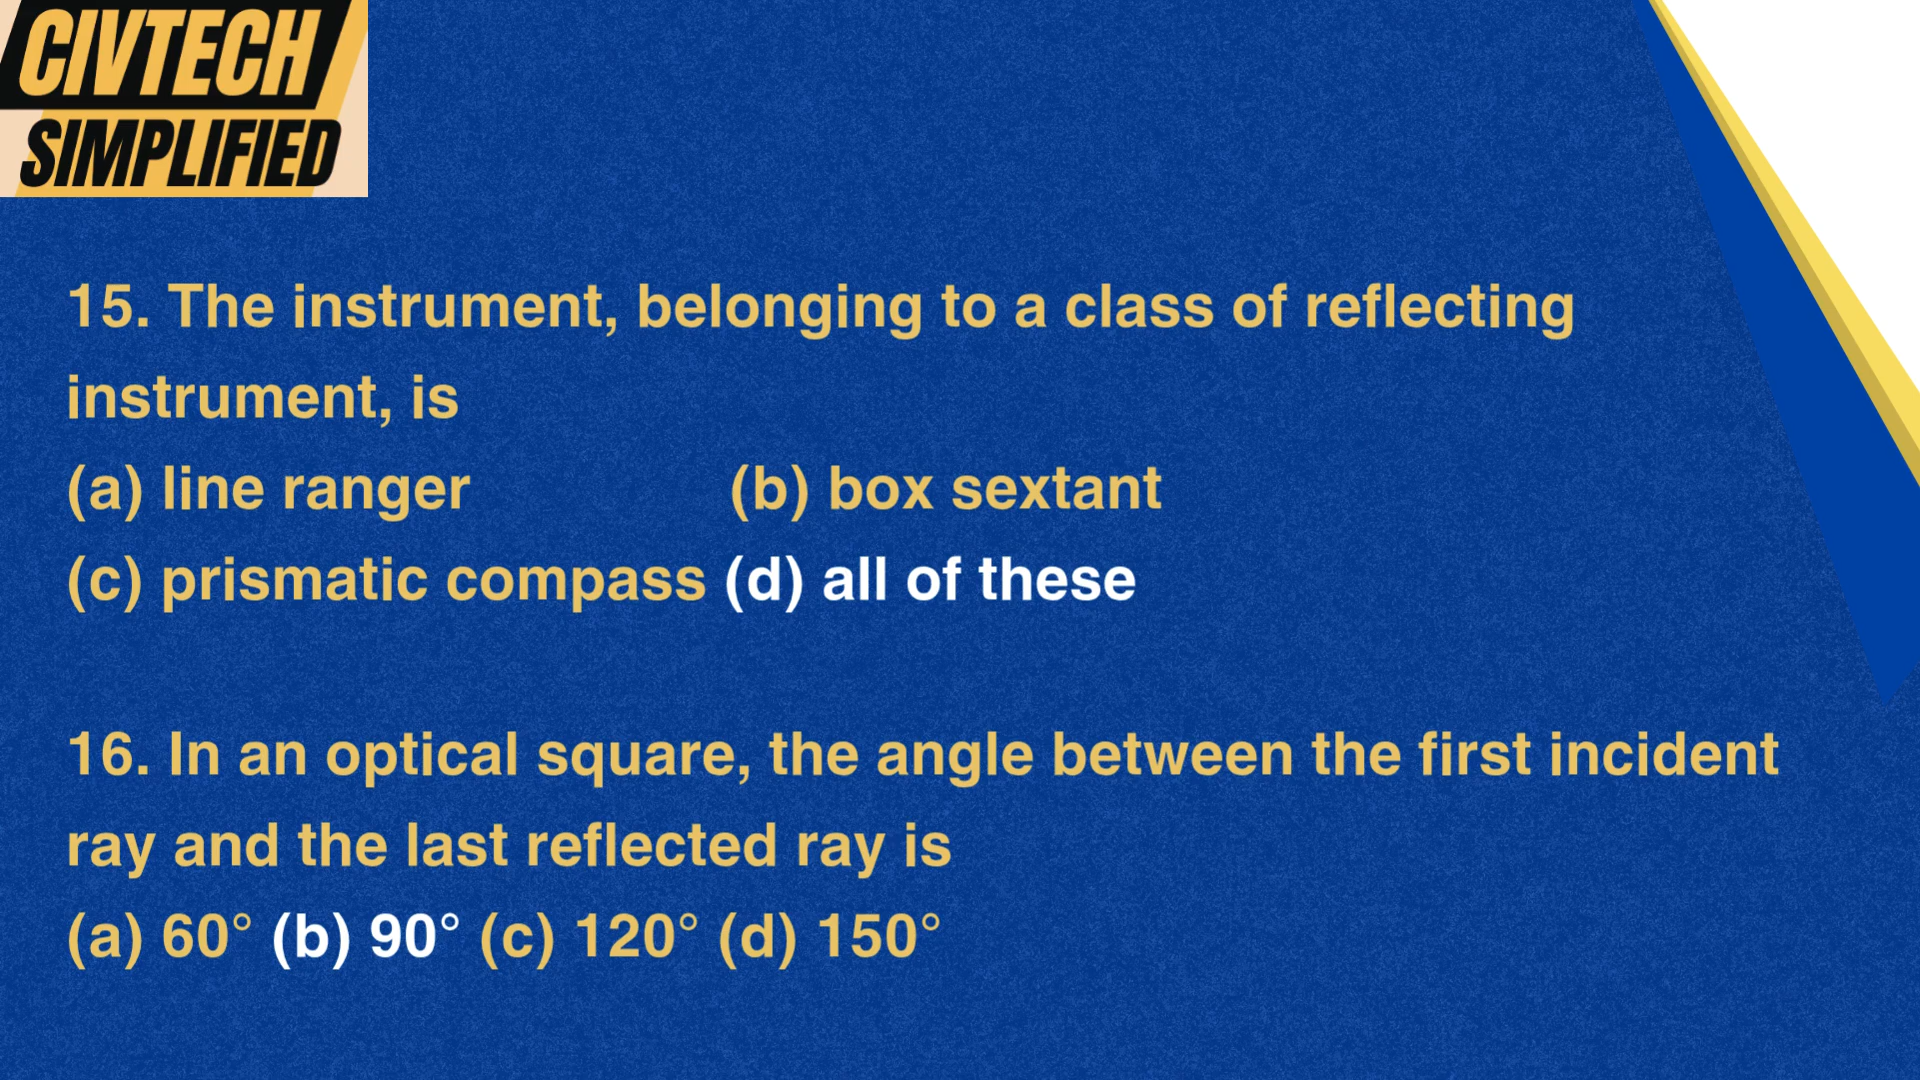 CIVTECH
SIMPLIFIED
15. The instrument, belonging to a class of reflecting
instrument, is
(a) line ranger (b) box sextant
(c) prismatic compass (d) all of these
16. In an optical square, the angle between the first incident
ray and the last reflected ray is
(a) 60° (b) 90° (c) 120° (d) 150°